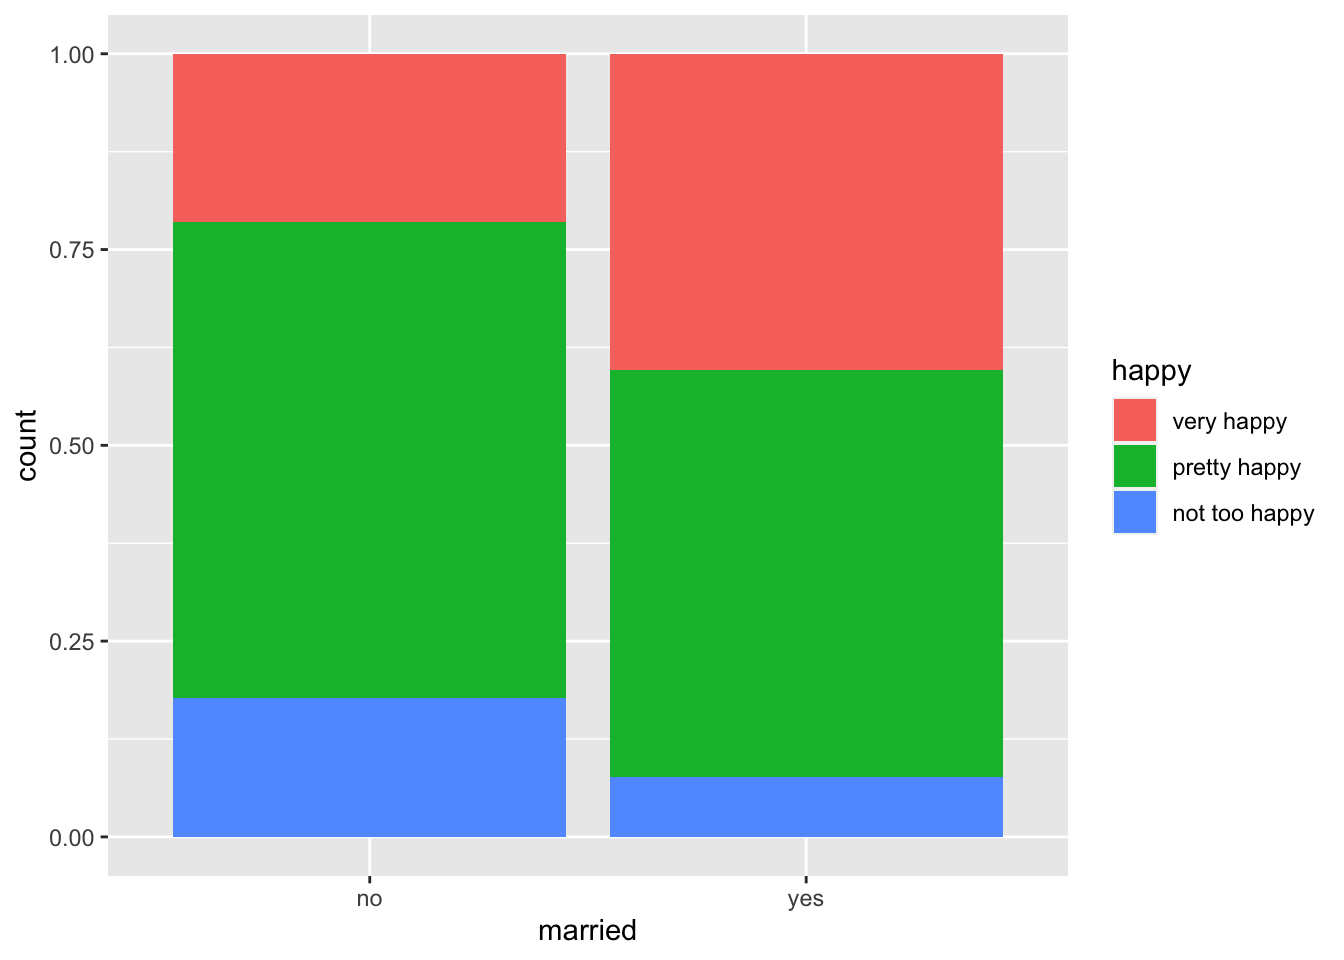 1.00
0.75
0.50
0.25
0.00
count
no
yes
married
happy
very happy
pretty happy
not too happy